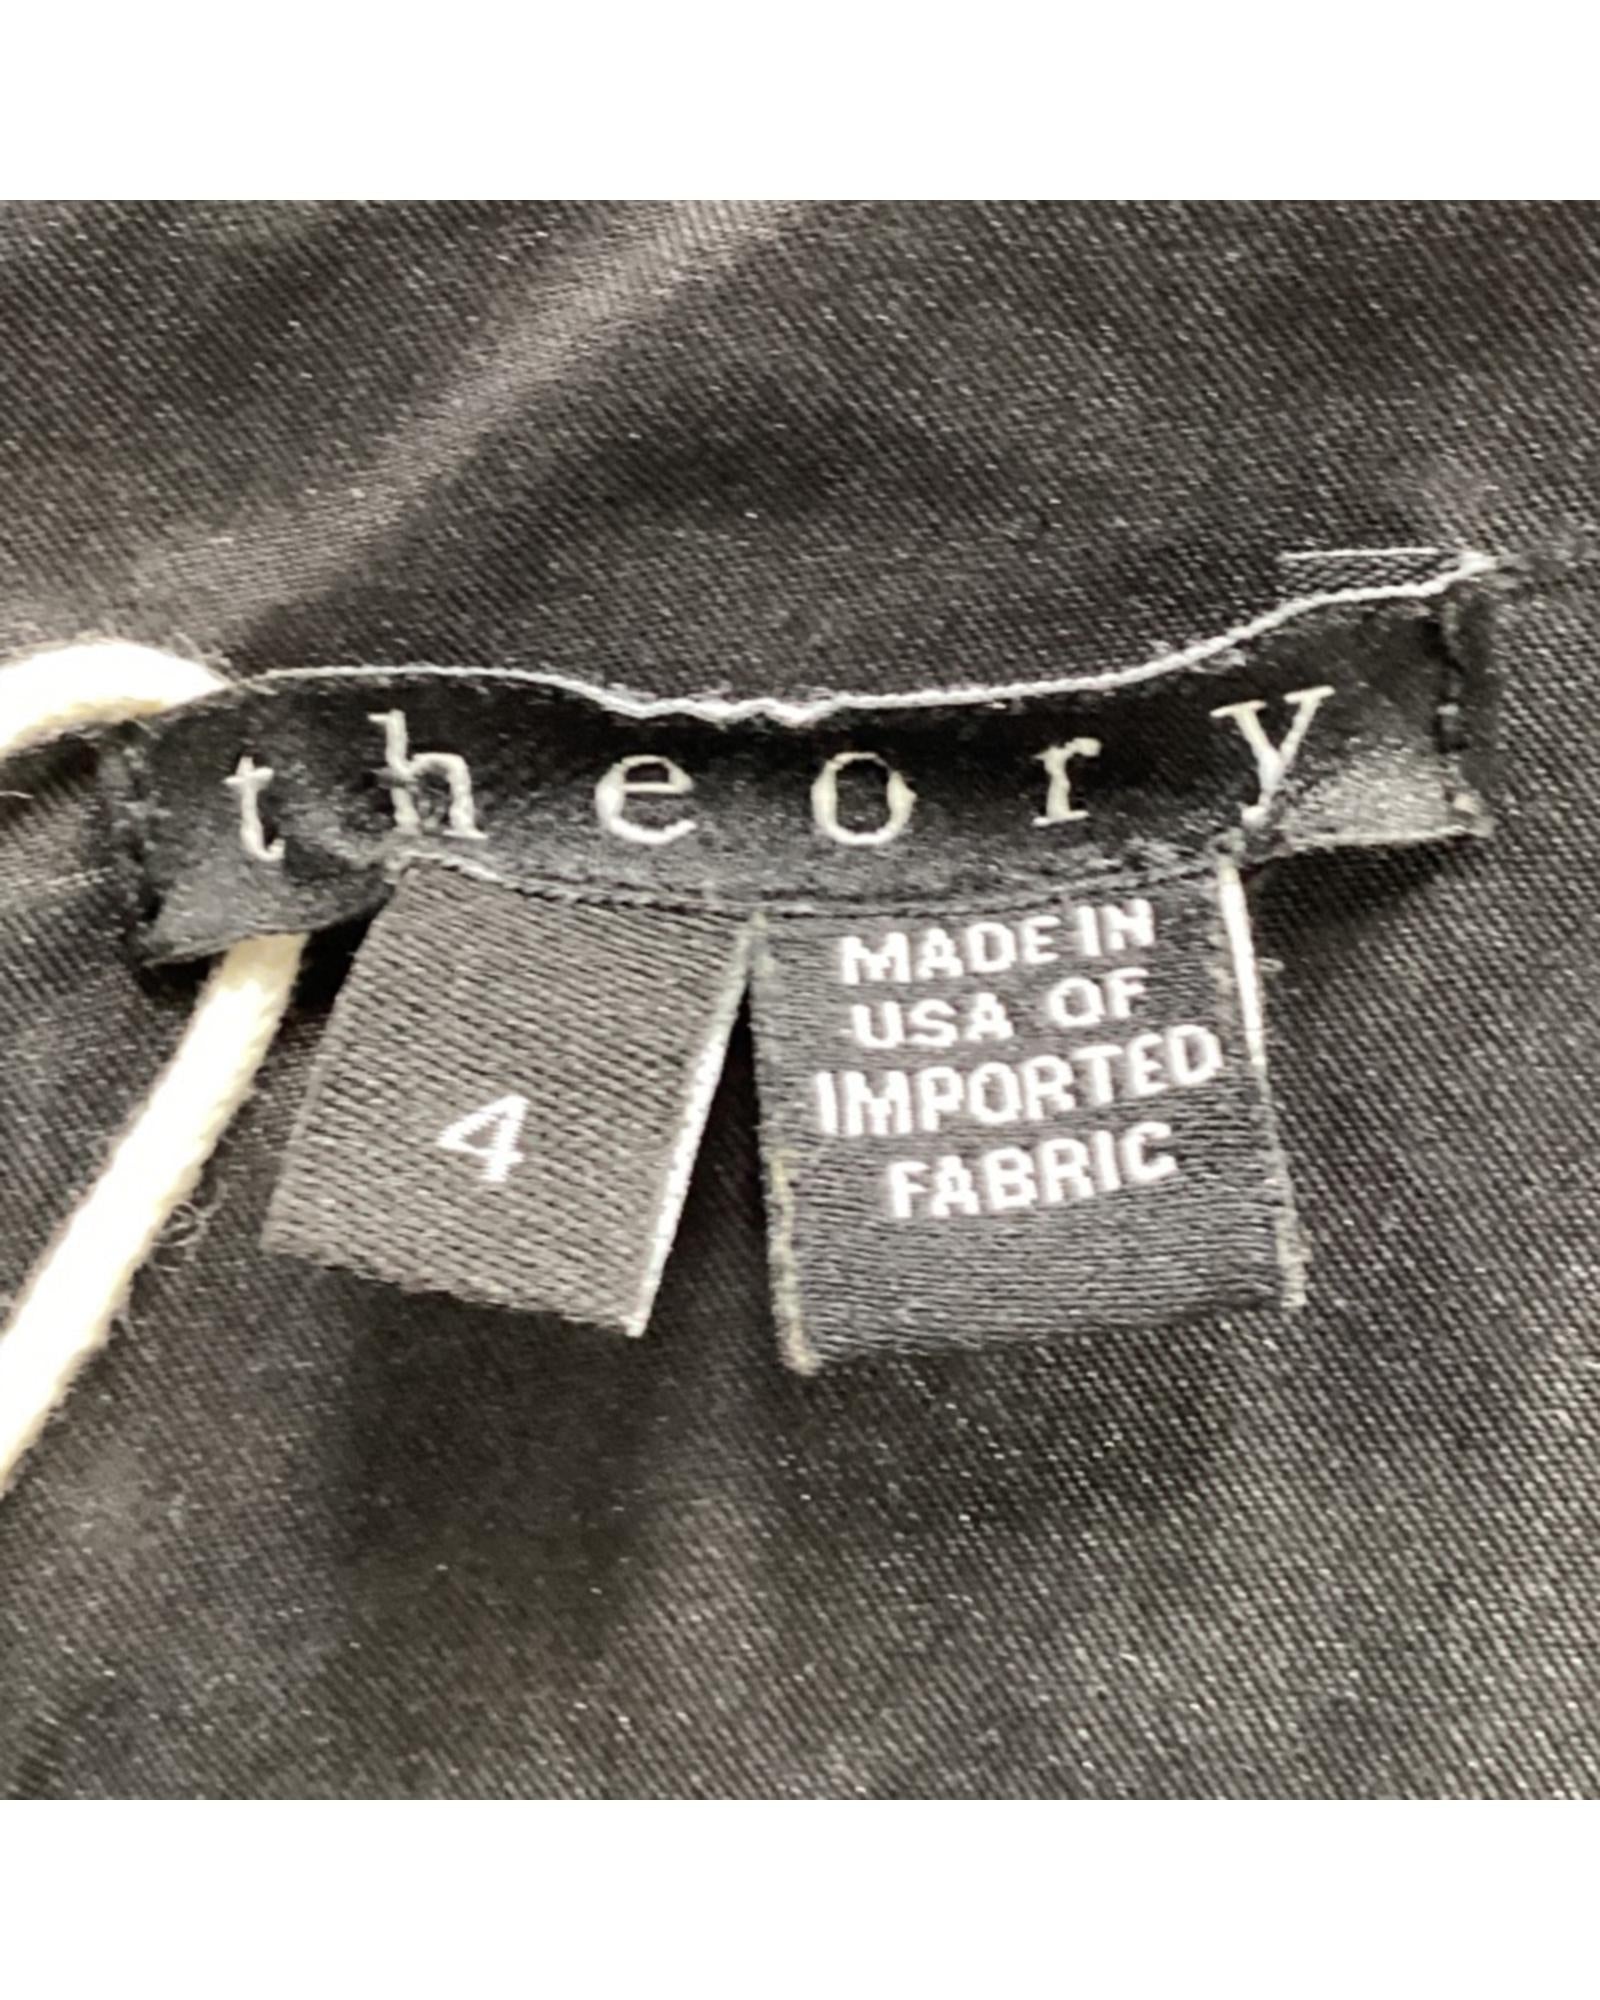 theory
4
MADE IN
USA OF
IMPORTED
FABRIC